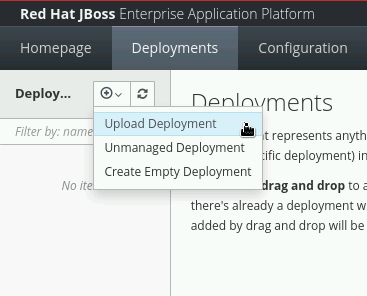 Red Hat JBoss Enterprise Application Platform
Homepage Deployments Configuration
Deploy...
Deployments
Filter by: name
Upload Deployment
Unmanaged Deployment
Create Empty Deployment
No ite
nt represents anyth
cific deployment) in
drag and drop to a
there's already a deployment w
added by drag and drop will be